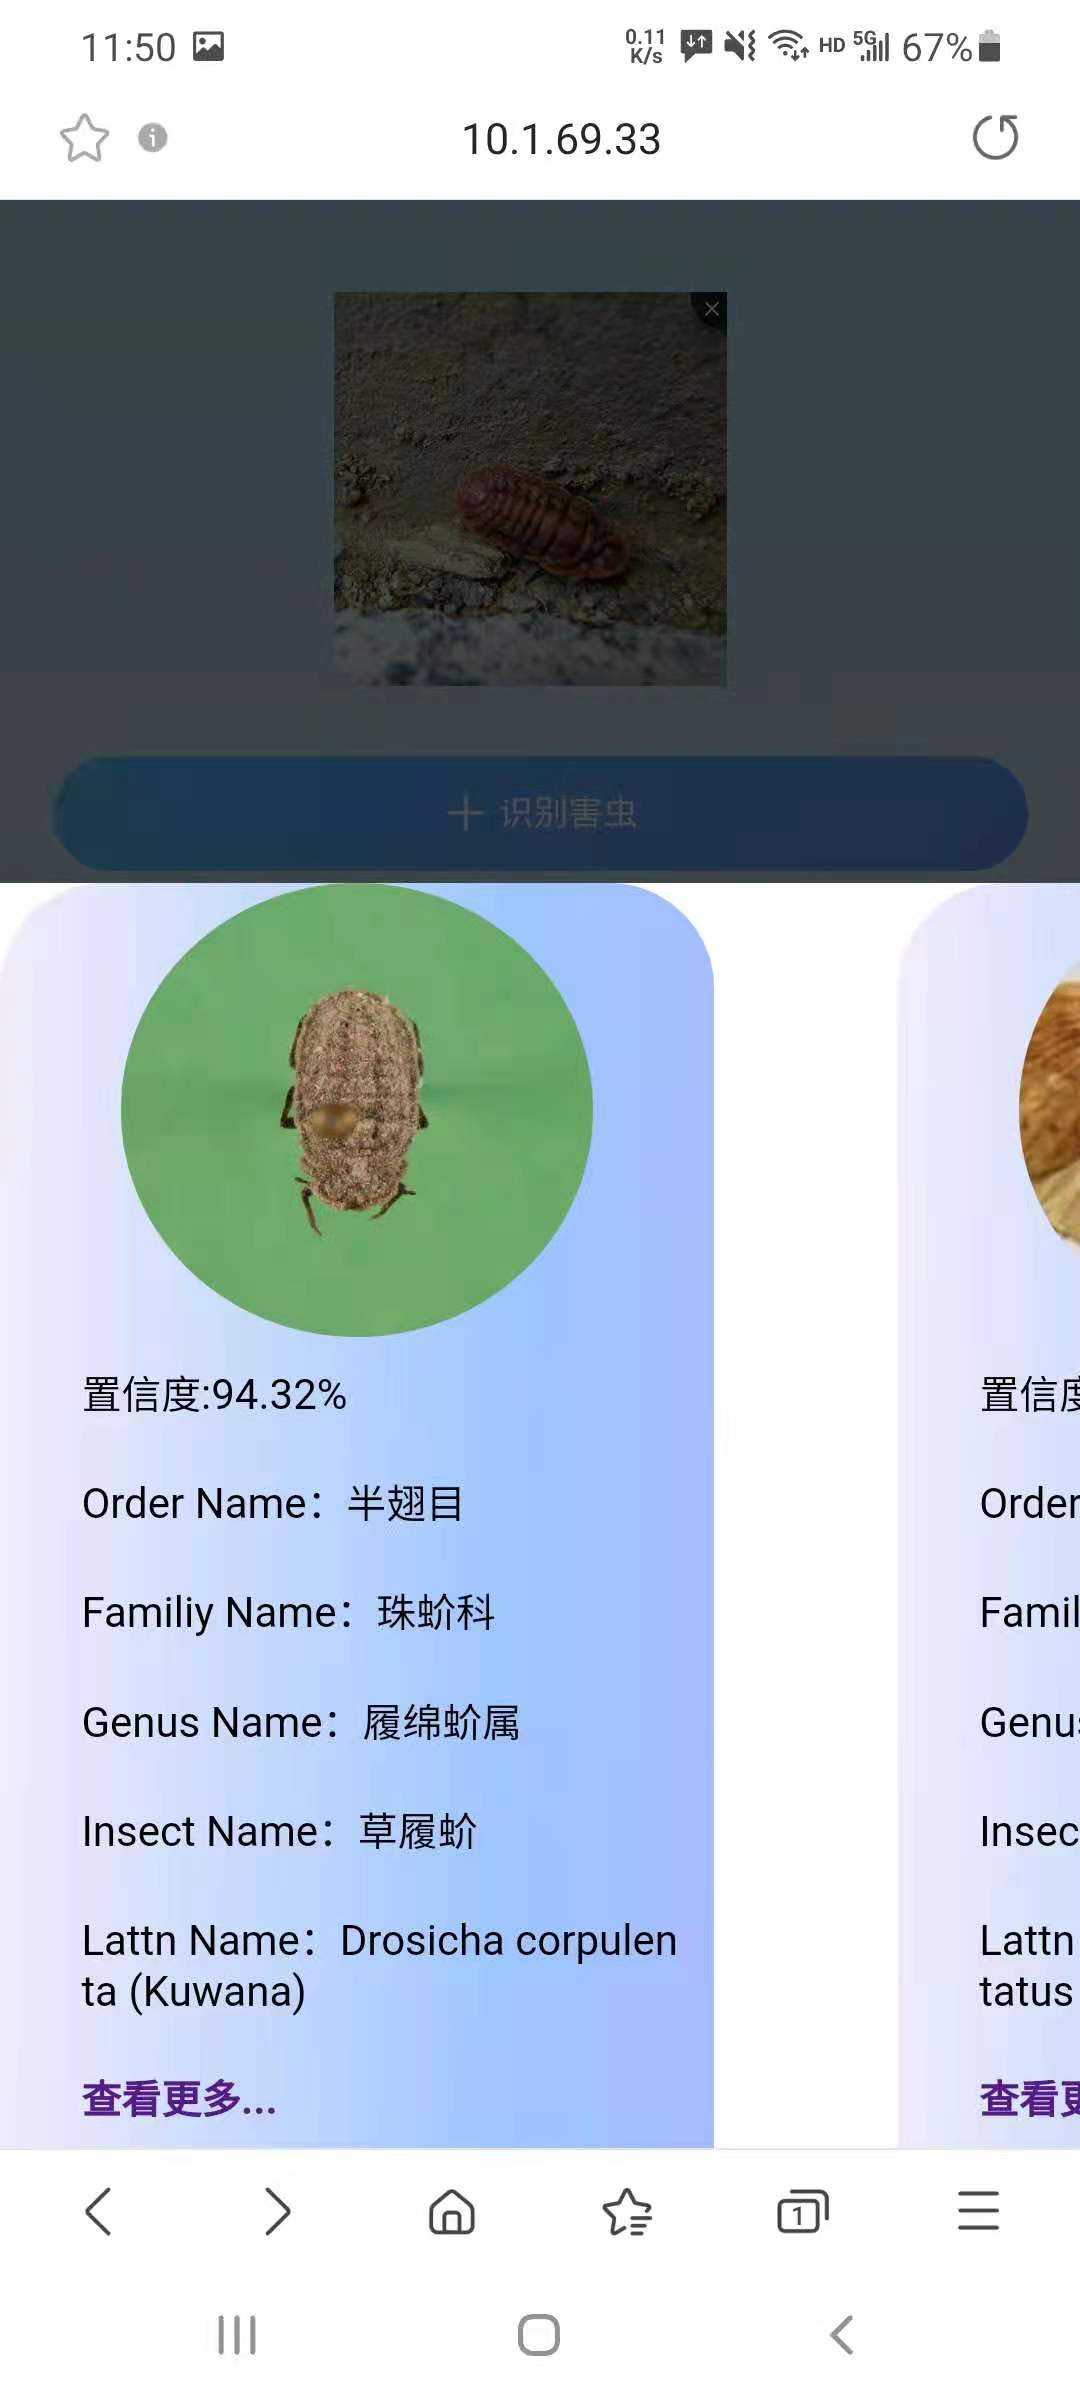 11:50
0.11
K/s
HD
5G
67%
10.1.69.33
识别害虫
置信度:94.32%
置信度
Order Name：半翅目
Order
Familiy Name：珠蚧科
Famil
Genus Name：履绵蚧属
Genus
Insect Name：草履蚧
Insec
Lattn Name：Drosicha corpulen
Lattn
ta (Kuwana)
tatus
查看更多...
查看更
1